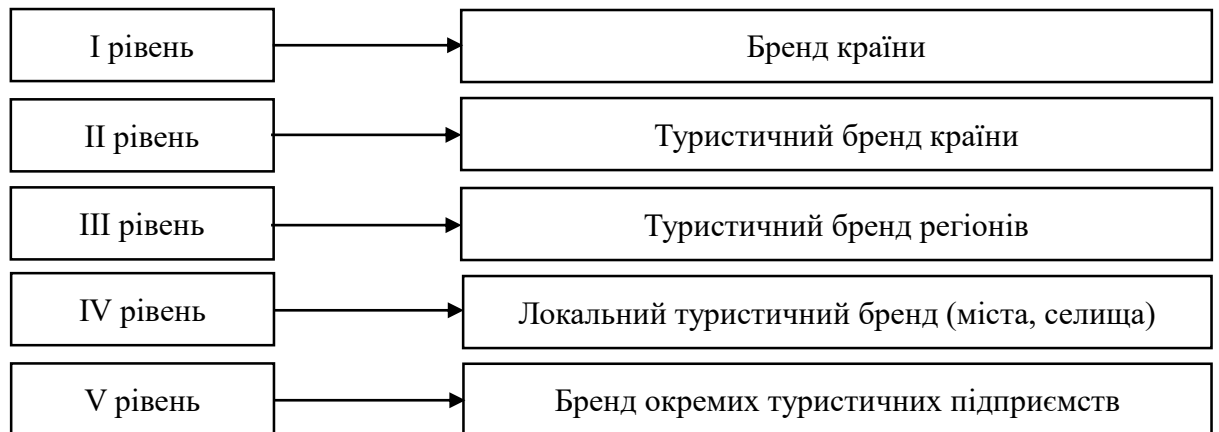 I рівень
Бренд країни
II рівень
Туристичний бренд країни
III рівень
Туристичний бренд регіонів
IV рівень
Локальний туристичний бренд (міста, селища)
V рівень
Бренд окремих туристичних підприємств